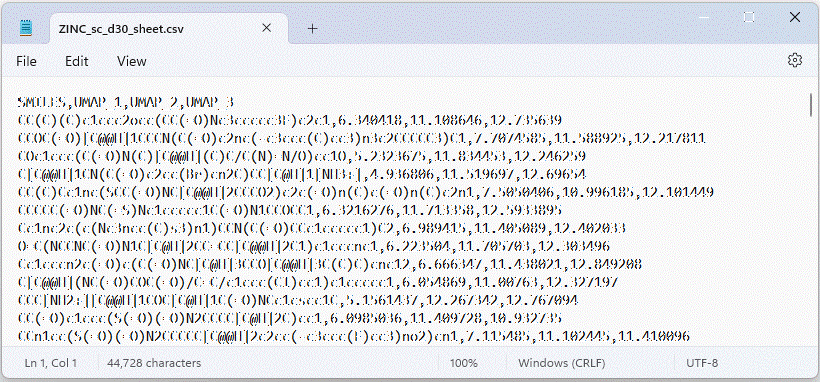 ZINC_sc_d30_sheet.csv
File Edit View
SMILES,UMAP_1,UMAP_2,UMAP_3
CC(C)(C)c1ccc2occ(CC(=O)Nc3ccccc3F)c2c1,6.340418,11.108646,12.735639
CCOC(=O)[C@@H]1CCCN(C(=O)c2nc(-c3ccc(C)cc3)n3c2CCCCC3)C1,7.7074585,11.588925,12.217811
COc1ccc(C(=O)N(C)[C@@H](C)C/C(N)=N/O)cc1O,5.2323675,11.834453,12.246259
C[C@@H]1CN(C(=O)c2cc(Br)cn2C)CC[C@H]1[NH3+],4.936806,11.519697,12.69654
CC(C)Cc1nc(SCC(=O)NC[C@@H]2CCCO2)c2c(=O)n(C)c(=O)n(C)c2n1,7.5050406,10.996185,12.101449
CCCCC(=O)NC(=S)Nc1ccccc1C(=O)N1CCOCC1,6.3216276,11.713358,12.5933895
Cc1nc2c(c(Nc3ncc(C)s3)n1)CCN(C(=O)CCc1ccccc1)C2,6.989415,11.405089,12.402033
O=C(NCCNC(=O)N1C[C@H]2CC=CC[C@@H]2C1)c1cccnc1,6.223504,11.705703,12.303496
Cc1cccn2c(=O)c(C(=O)NC[C@H]3CCO[C@@H]3C(C)C)cnc12,6.666347,11.438021,12.849208
C[C@@H](NC(=O)COC(=O)/C=C/c1ccc(Cl)cc1)c1ccccc1,6.054869,11.00763,12.327197
CCC[NH2+][C@@H]1COC[C@H]1C(=O)NCc1cscc1C,5.1561437,12.267342,12.767094
CC(=O)c1ccc(S(=O)(=O)N2CCCC[C@H]2C)cc1,6.0985036,11.409728,10.932735
CCn1cc(S(=O)(=O)N2CCCCC[C@@H]2c2cc(-c3ccc(F)cc3)no2)cn1,7.115485,11.102445,11.410096
Ln 1, Col 1 44,728 characters 100% Windows (CRLF) UTF-8